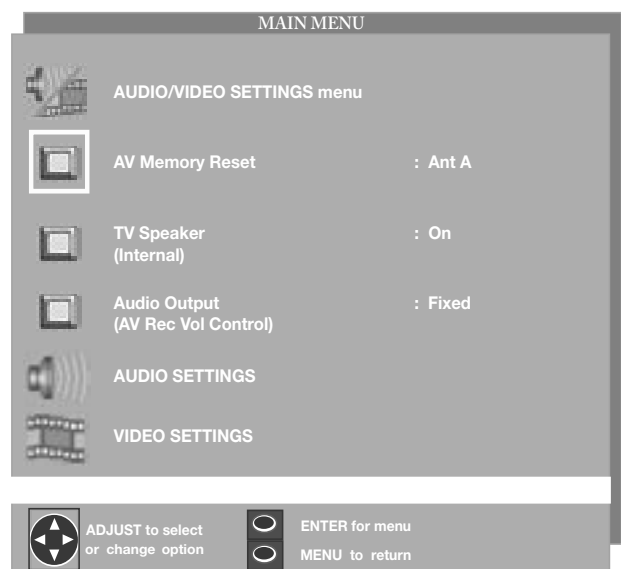 MAIN MENU
AUDIO/VIDEO SETTINGS menu
AV Memory Reset : Ant A
TV Speaker : On
(Internal)
Audio Output : Fixed
(AV Rec Vol Control)
AUDIO SETTINGS
VIDEO SETTINGS
ADJUST to select
or change option
ENTER for menu
MENU to return